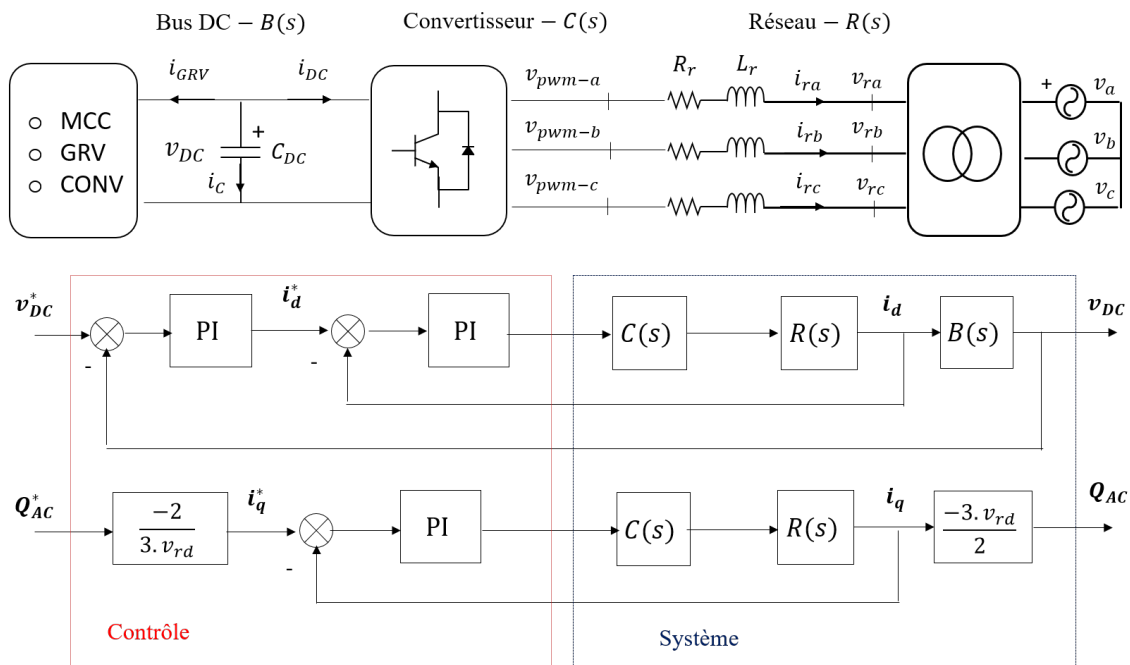 Bus DC – B(s)
Convertisseur – C(s)
Réseau – R(s)
i_GRV
i_DC
v_pwm-a
R_r
L_r
i_ra
v_ra
+
v_a
MCC
GRV
CONV
+
v_DC
C_DC
i_C
v_pwm-b
i_rb
v_rb
v_b
v_pwm-c
i_rc
v_rc
v_c
v*_DC
PI
i*_d
PI
C(s)
R(s)
i_d
B(s)
v_DC
-
-
Q*_AC
-2
3. v_rd
i*_q
PI
C(s)
R(s)
i_q
-3. v_rd
2
Q_AC
-
Contrôle
Système